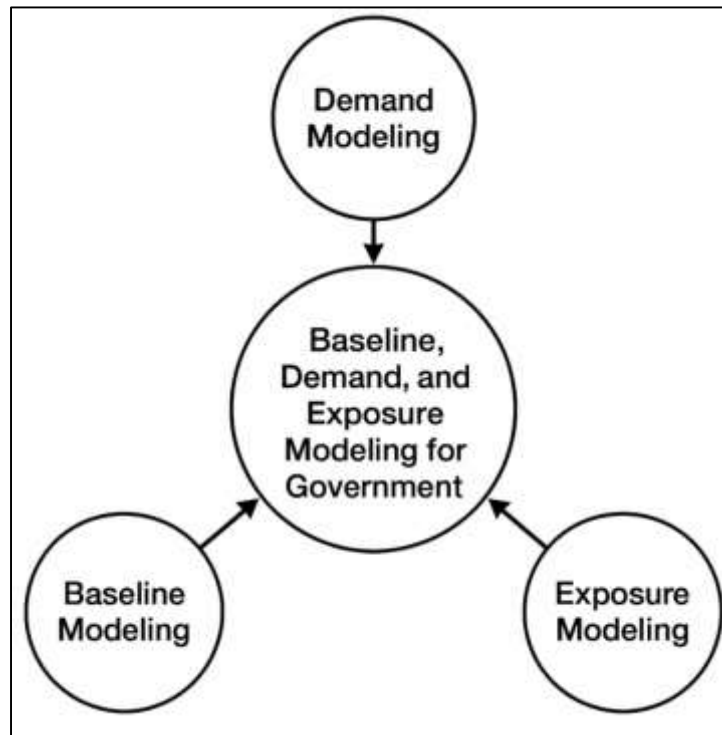 Demand
Modeling
Baseline,
Demand, and
Exposure
Modeling for
Government
Baseline
Modeling
Exposure
Modeling